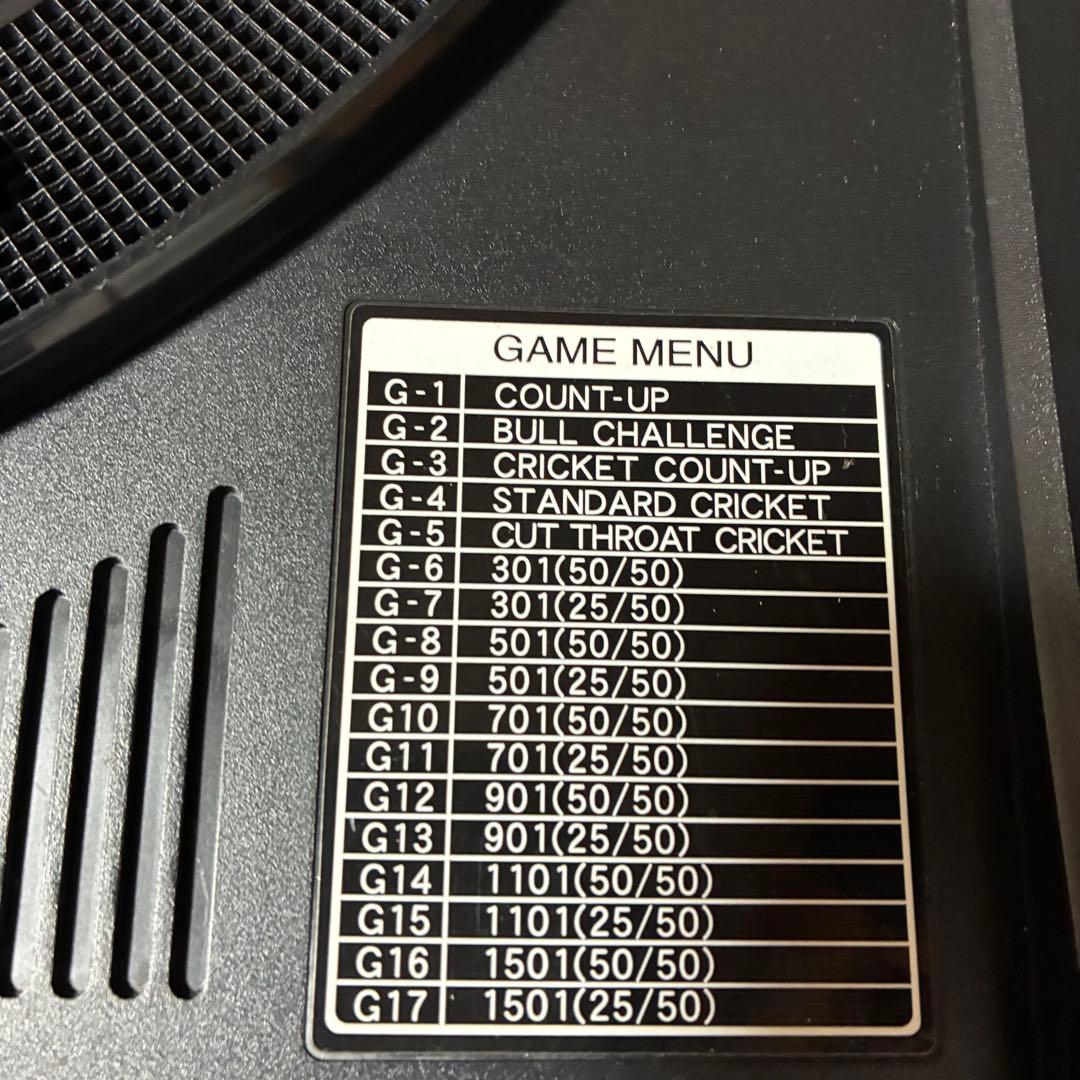 GAME MENU
G-1 COUNT-UP
G-2 BULL CHALLENGE
G-3 CRICKET COUNT-UP
G-4 STANDARD CRICKET
G-5 CUT THROAT CRICKET
G-6 301(50/50)
G-7 301(25/50)
G-8 501(50/50)
G-9 501(25/50)
G10 701(50/50)
G11 701(25/50)
G12 901(50/50)
G13 901(25/50)
G14 1101(50/50)
G15 1101(25/50)
G16 1501(50/50)
G17 1501(25/50)